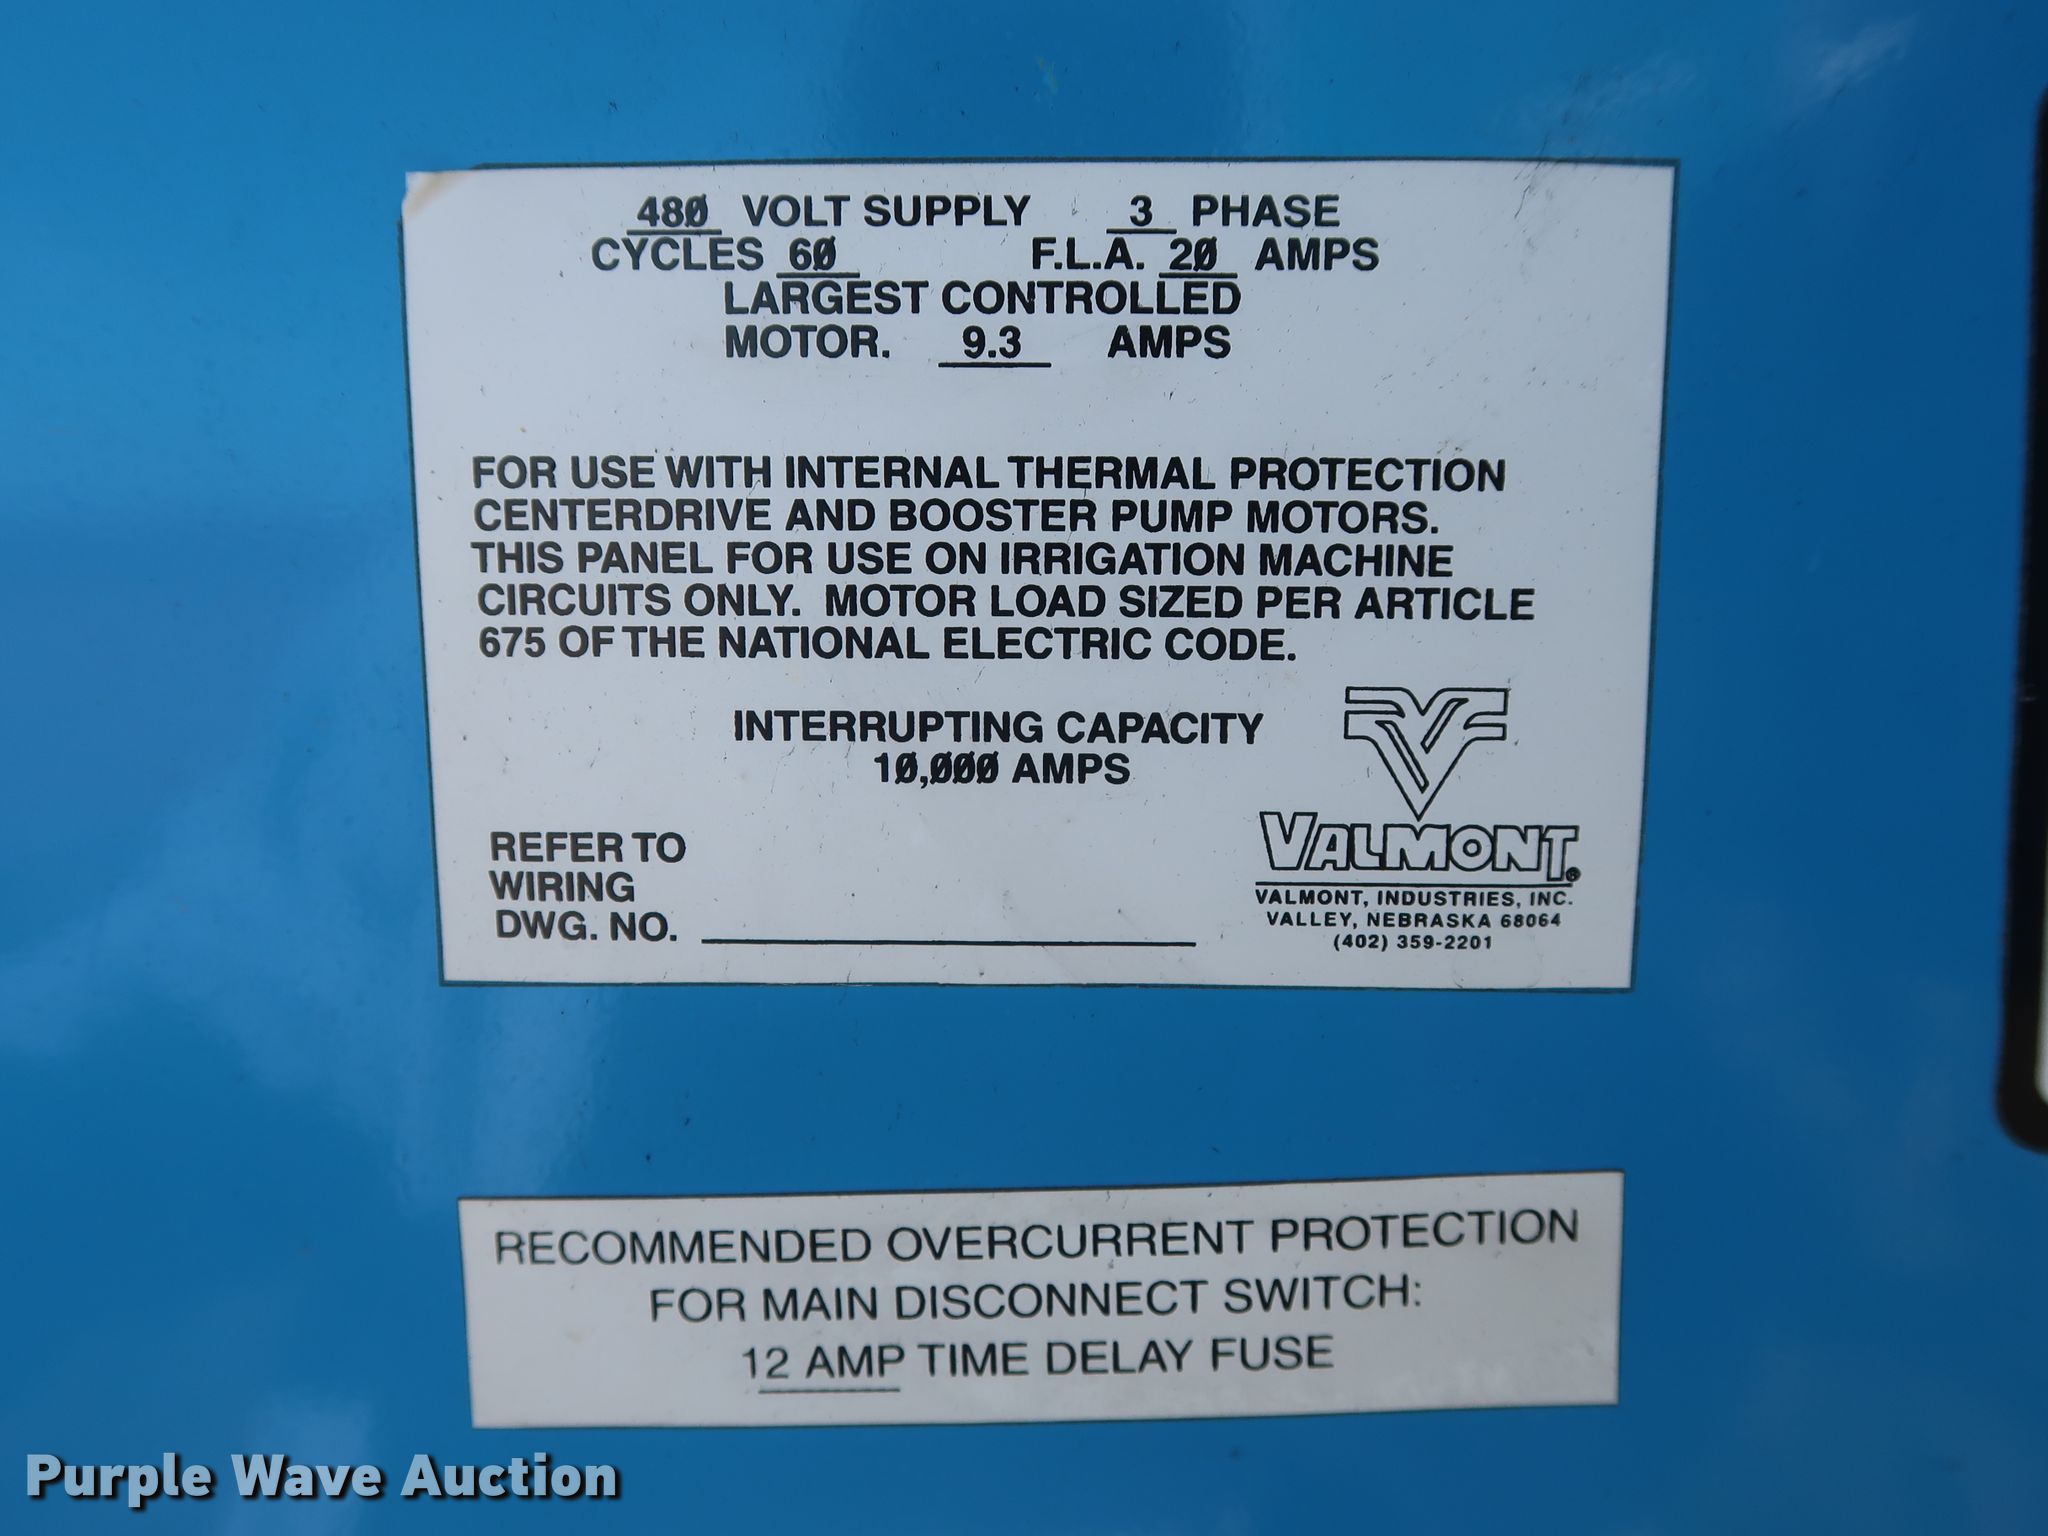 480 VOLT SUPPLY 3 PHASE
CYCLES 60 F.L.A. 20 AMPS
LARGEST CONTROLLED
MOTOR. 9.3 AMPS
FOR USE WITH INTERNAL THERMAL PROTECTION
CENTERDRIVE AND BOOSTER PUMP MOTORS.
THIS PANEL FOR USE ON IRRIGATION MACHINE
CIRCUITS ONLY. MOTOR LOAD SIZED PER ARTICLE
675 OF THE NATIONAL ELECTRIC CODE.
INTERRUPTING CAPACITY
10,000 AMPS
REFER TO
WIRING
DWG. NO.
VALMONT®
VALMONT, INDUSTRIES, INC.
VALLEY, NEBRASKA 68064
(402) 359-2201
RECOMMENDED OVERCURRENT PROTECTION
FOR MAIN DISCONNECT SWITCH:
12 AMP TIME DELAY FUSE
Purple Wave Auction